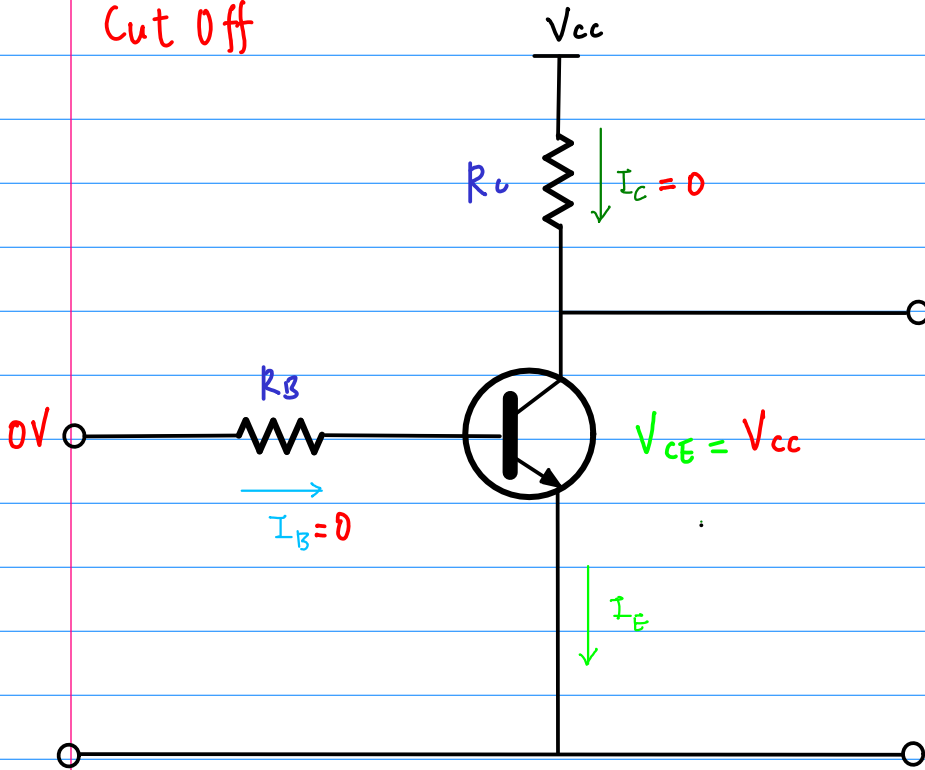 Cut Off
Vcc
Rc
IC = 0
RB
0V
VCE = Vcc
IB = 0
IE